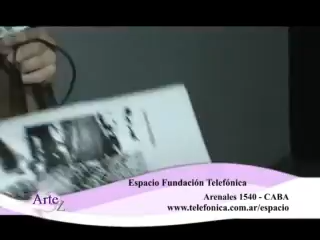 Espacio Fundación Telefónica
Arenales 1540 - CABA
www.telefonica.com.ar/espacio
Arte
Z